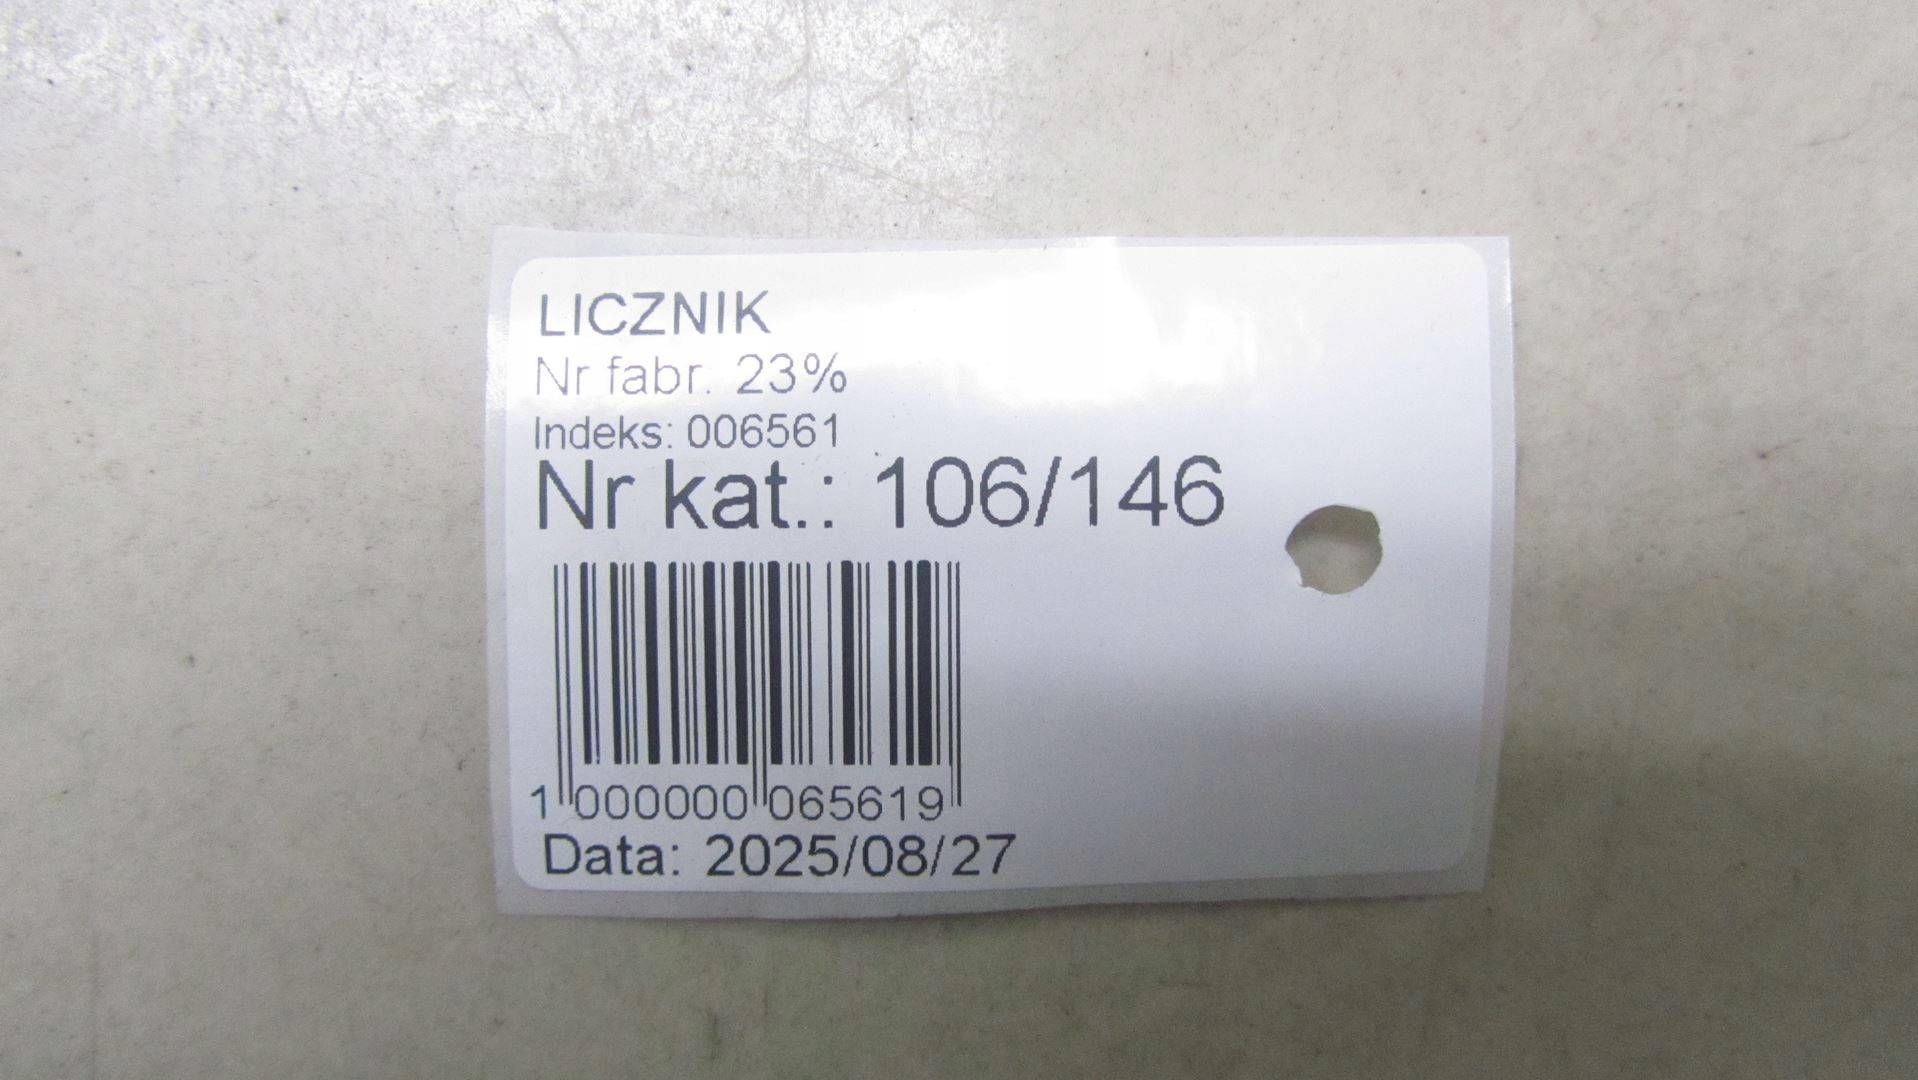 LICZNIK
Nr fabr. 23%
Indeks: 006561
Nr kat.: 106/146
1 000000 065619
Data: 2025/08/27